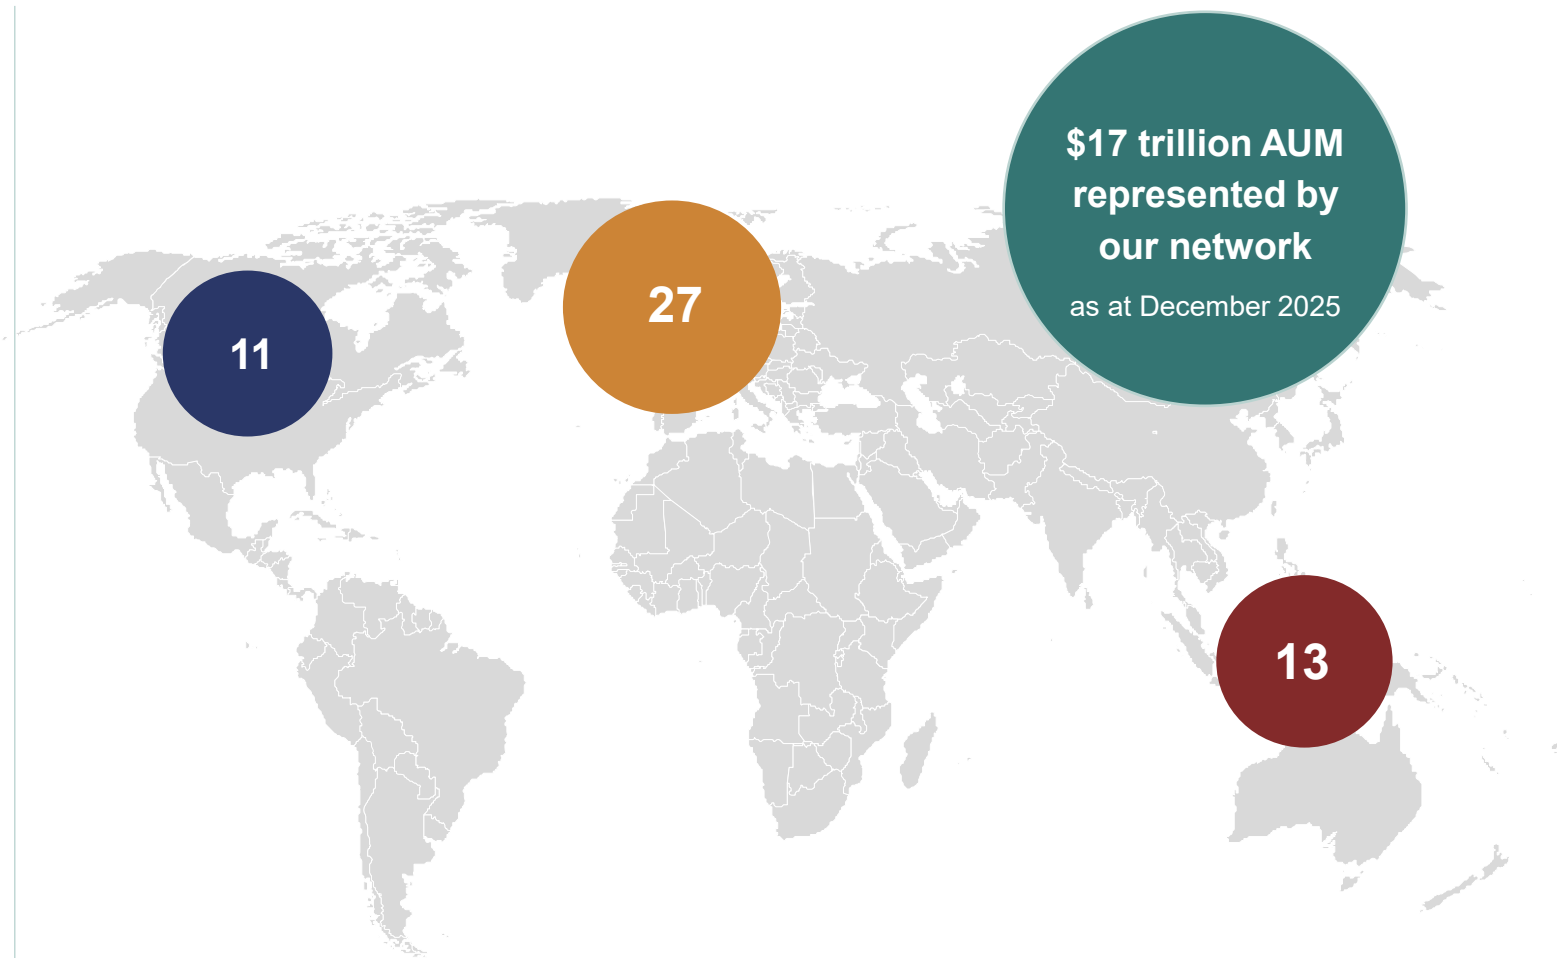 $17 trillion AUM
represented by
our network
as at December 2025
27
11
13